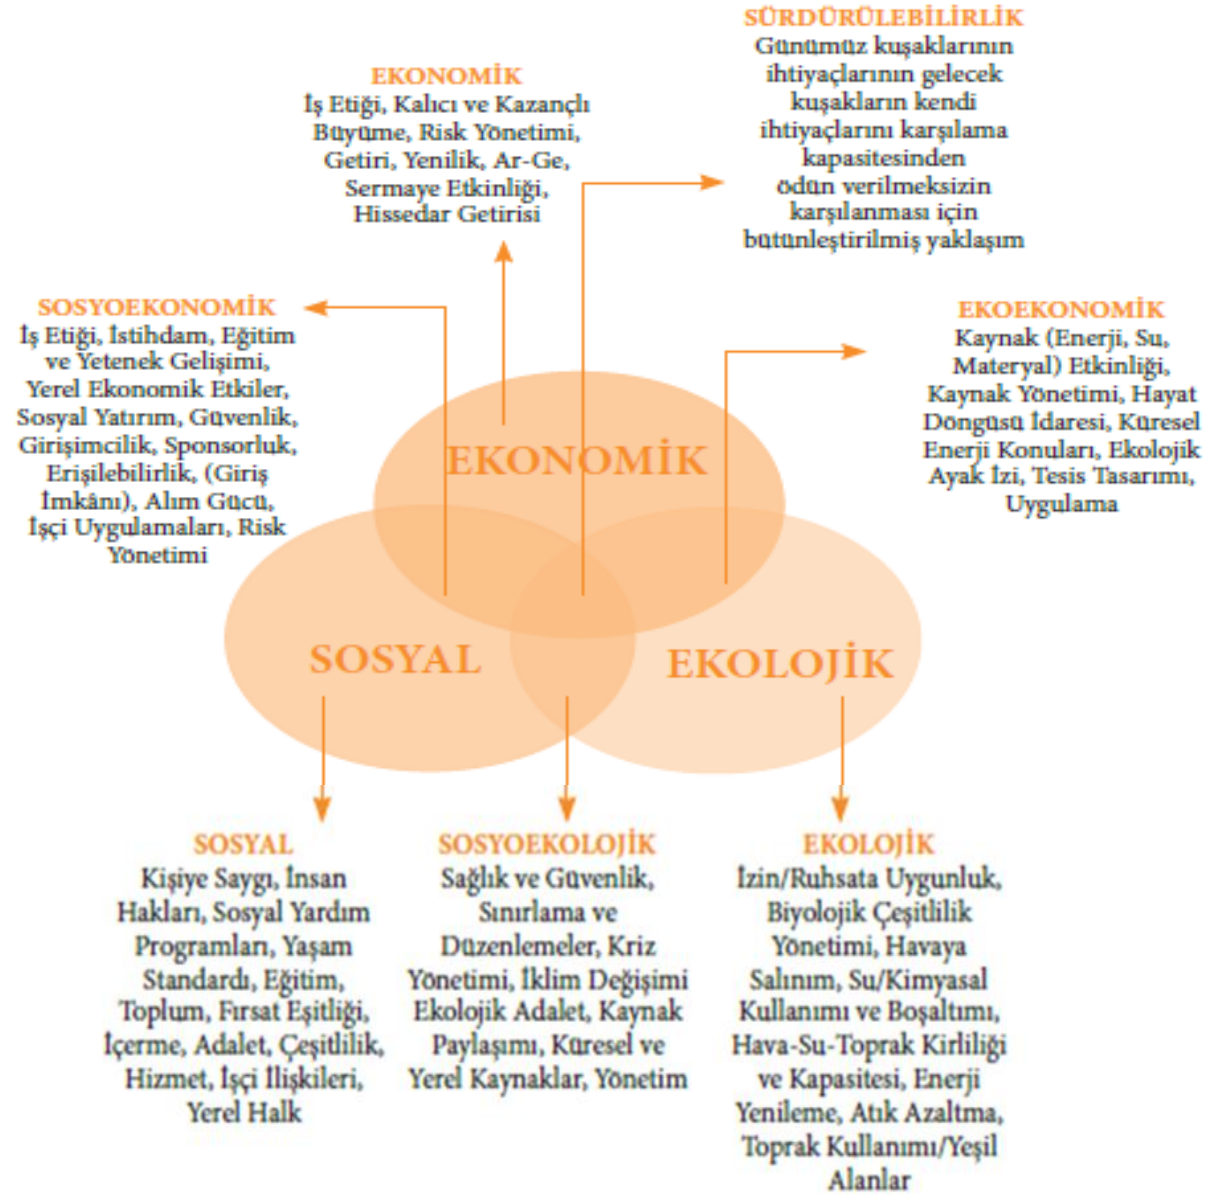 SÜRDÜRÜLEBİLİRLİK
Günümüz kuşaklarının
ihtiyaçlarının gelecek
kuşakların kendi
ihtiyaçlarını karşılama
kapasitesinden
ödün verilmeksizin
karşılanması için
bütünleştirilmiş yaklaşım
EKONOMİK
İş Etiği, Kalıcı ve Kazançlı
Büyüme, Risk Yönetimi,
Getiri, Yenilik, Ar-Ge,
Sermaye Etkinliği,
Hissedar Getirisi
SOSYOEKONOMİK
İş Etiği, İstihdam, Eğitim
ve Yetenek Gelişimi,
Yerel Ekonomik Etkiler,
Sosyal Yatırım, Güvenlik,
Girişimcilik, Sponsorluk,
Erişilebilirlik, (Giriş
İmkânı), Alım Gücü,
İşçi Uygulamaları, Risk
Yönetimi
EKOEKONOMİK
Kaynak (Enerji, Su,
Materyal) Etkinliği,
Kaynak Yönetimi, Hayat
Döngüsü İdaresi, Küresel
Enerji Konuları, Ekolojik
Ayak İzi, Tesis Tasarımı,
Uygulama
EKONOMİK
SOSYAL
EKOLOJİK
SOSYAL
Kişiye Saygı, İnsan
Hakları, Sosyal Yardım
Programları, Yaşam
Standardı, Eğitim,
Toplum, Fırsat Eşitliği,
İçerme, Adalet, Çeşitlilik,
Hizmet, İşçi İlişkileri,
Yerel Halk
SOSYOEKOLOJİK
Sağlık ve Güvenlik,
Sınırlama ve
Düzenlemeler, Kriz
Yönetimi, İklim Değişimi
Ekolojik Adalet, Kaynak
Paylaşımı, Küresel ve
Yerel Kaynaklar, Yönetim
EKOLOJİK
İzin/Ruhsata Uygunluk,
Biyolojik Çeşitlilik
Yönetimi, Havaya
Salınım, Su/Kimyasal
Kullanımı ve Boşaltımı,
Hava-Su-Toprak Kirliliği
ve Kapasitesi, Enerji
Yenileme, Atık Azaltma,
Toprak Kullanımı/Yeşil
Alanlar